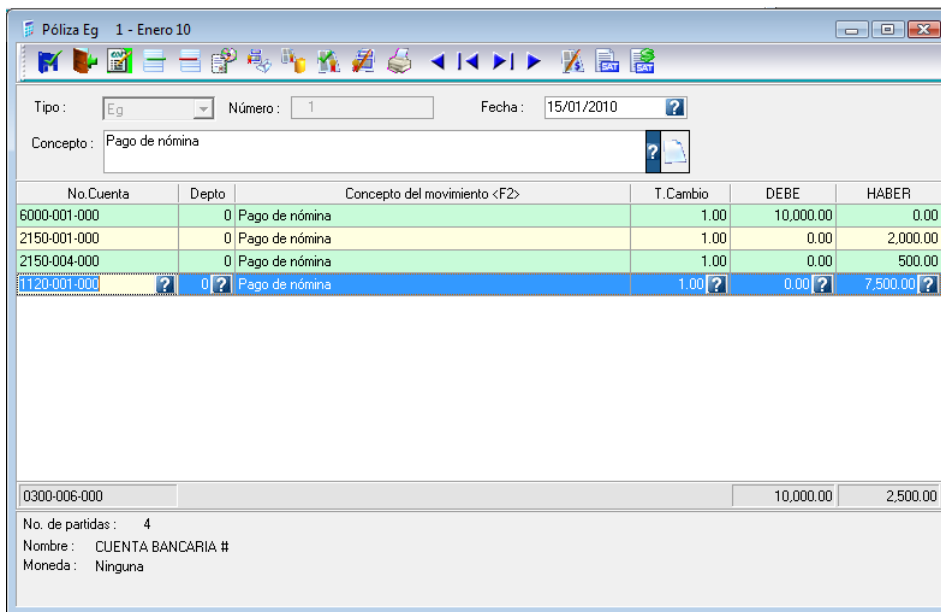 Póliza Eg 1 - Enero 10
SAT SAT
Tipo : Eg Número : 1 Fecha : 15/01/2010 ?
Concepto : Pago de nómina ?
No.Cuenta Depto Concepto del movimiento <F2> T.Cambio DEBE HABER
6000-001-000 0 Pago de nómina 1.00 10,000.00 0.00
2150-001-000 0 Pago de nómina 1.00 0.00 2,000.00
2150-004-000 0 Pago de nómina 1.00 0.00 500.00
1120-001-000 ? 0 ? Pago de nómina 1.00 ? 0.00 ? 7,500.00 ?
0300-006-000 10,000.00 2,500.00
No. de partidas : 4
Nombre : CUENTA BANCARIA #
Moneda : Ninguna